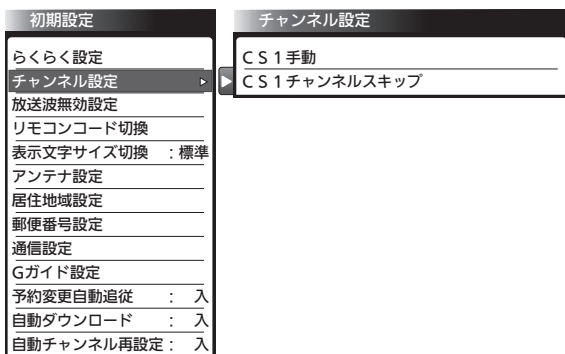 初期設定
らくらく設定
チャンネル設定
放送波無効設定
リモコンコード切換
表示文字サイズ切換 ：標準
アンテナ設定
居住地域設定
郵便番号設定
通信設定
Gガイド設定
予約変更自動追従 ： 入
自動ダウンロード ： 入
自動チャンネル再設定： 入
チャンネル設定
ＣＳ１手動
ＣＳ１チャンネルスキップ